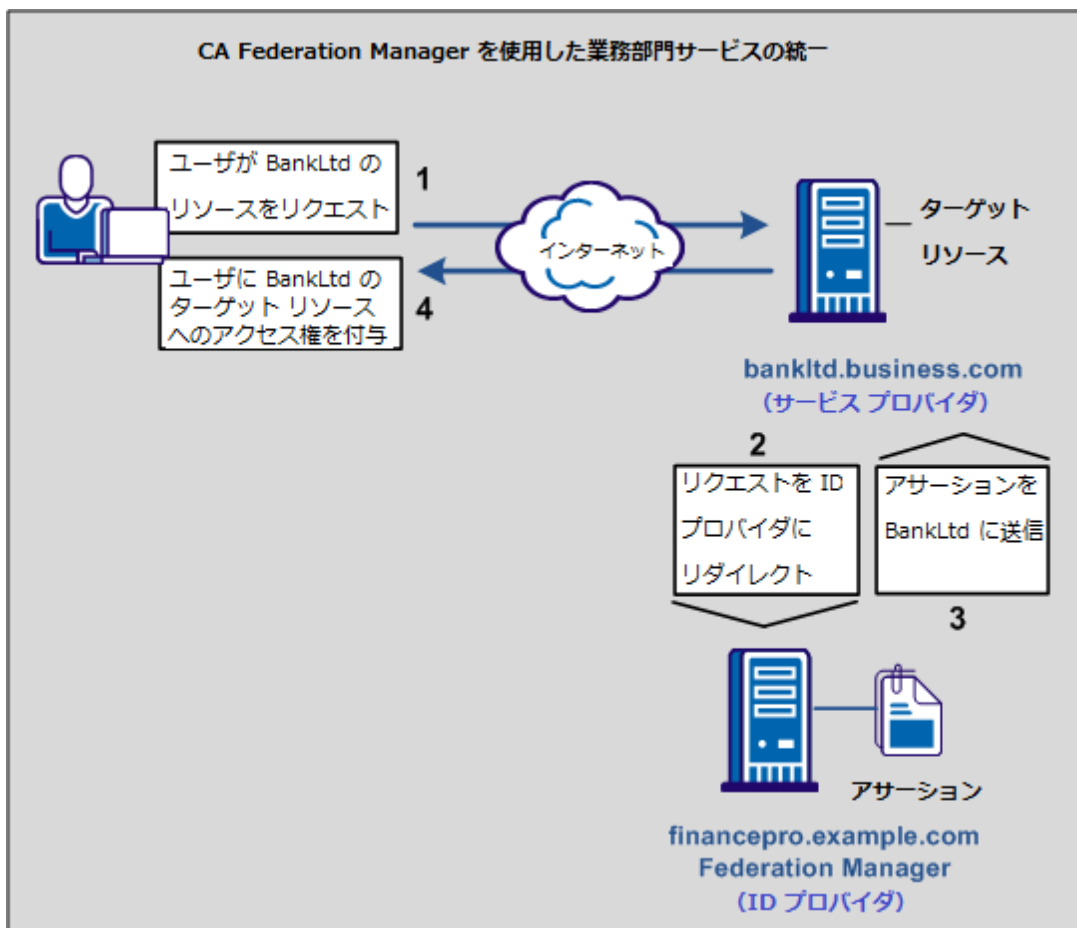 CA Federation Manager を使用した業務部門サービスの統一
ユーザが BankLtd の
リソースをリクエスト
1
インターネット
ターゲット
リソース
ユーザに BankLtd の
ターゲット リソース
へのアクセス権を付与
4
bankltd.business.com
(サービス プロバイダ)
2
リクエストを ID
プロバイダに
リダイレクト
アサーションを
BankLtd に送信
3
アサーション
financepro.example.com
Federation Manager
(ID プロバイダ)